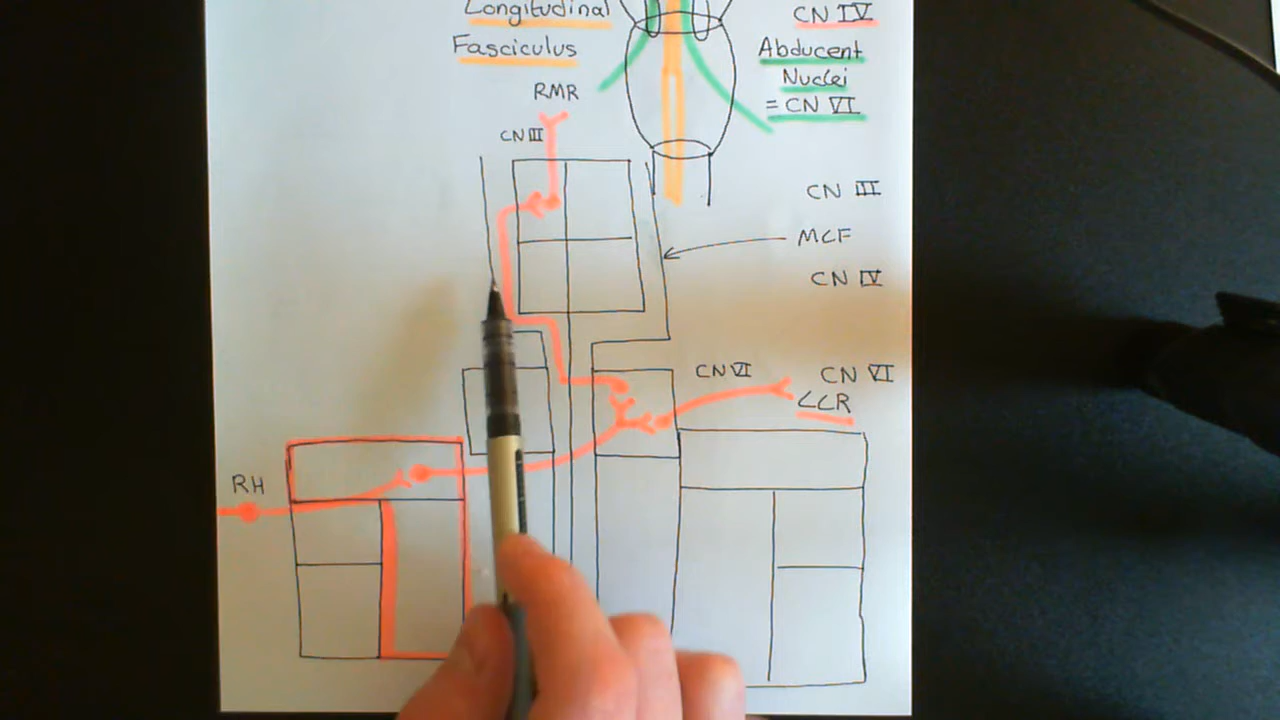 Longitudinal
Fasciculus
CN IV
Abducent
Nuclei
= CN VI
RMR
CN III
CN III
MCF
CN IV
CN VI
CN VI
LCR
RH